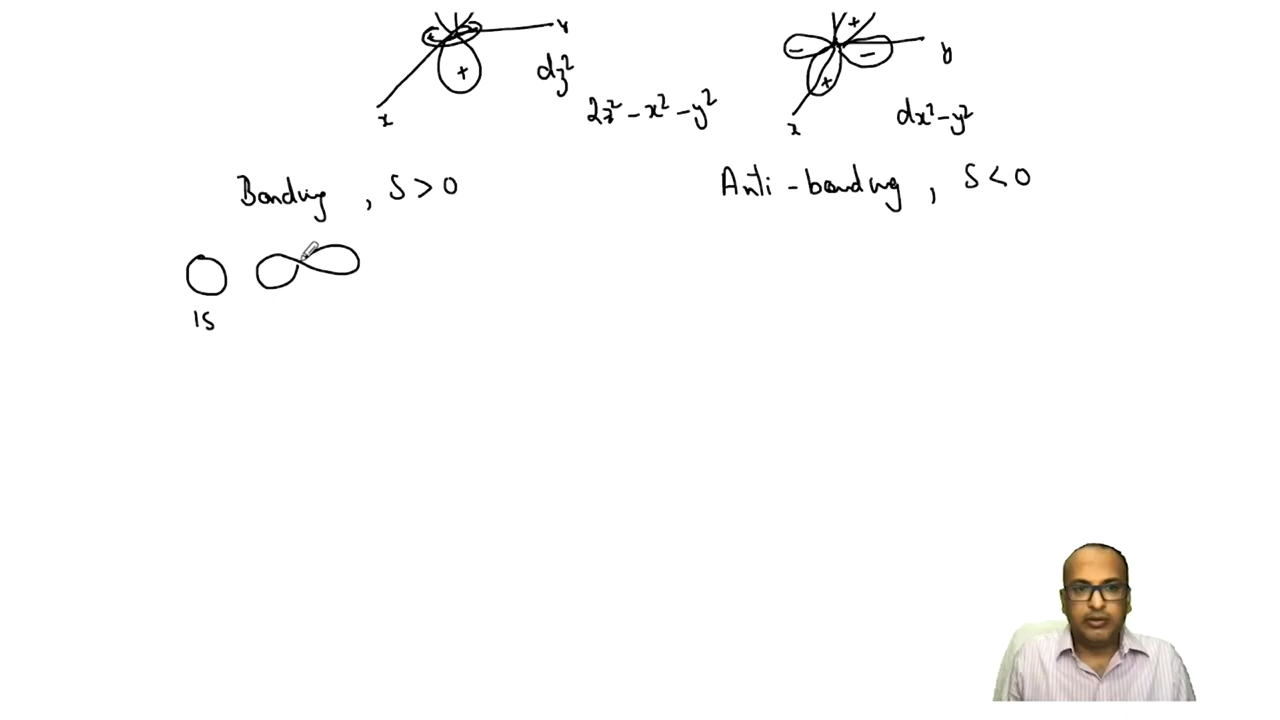 + y - y
+ dz² + 
x 2z² - x² - y² x dx² - y²
Bonding , S > 0 Anti - bonding , S < 0
1S